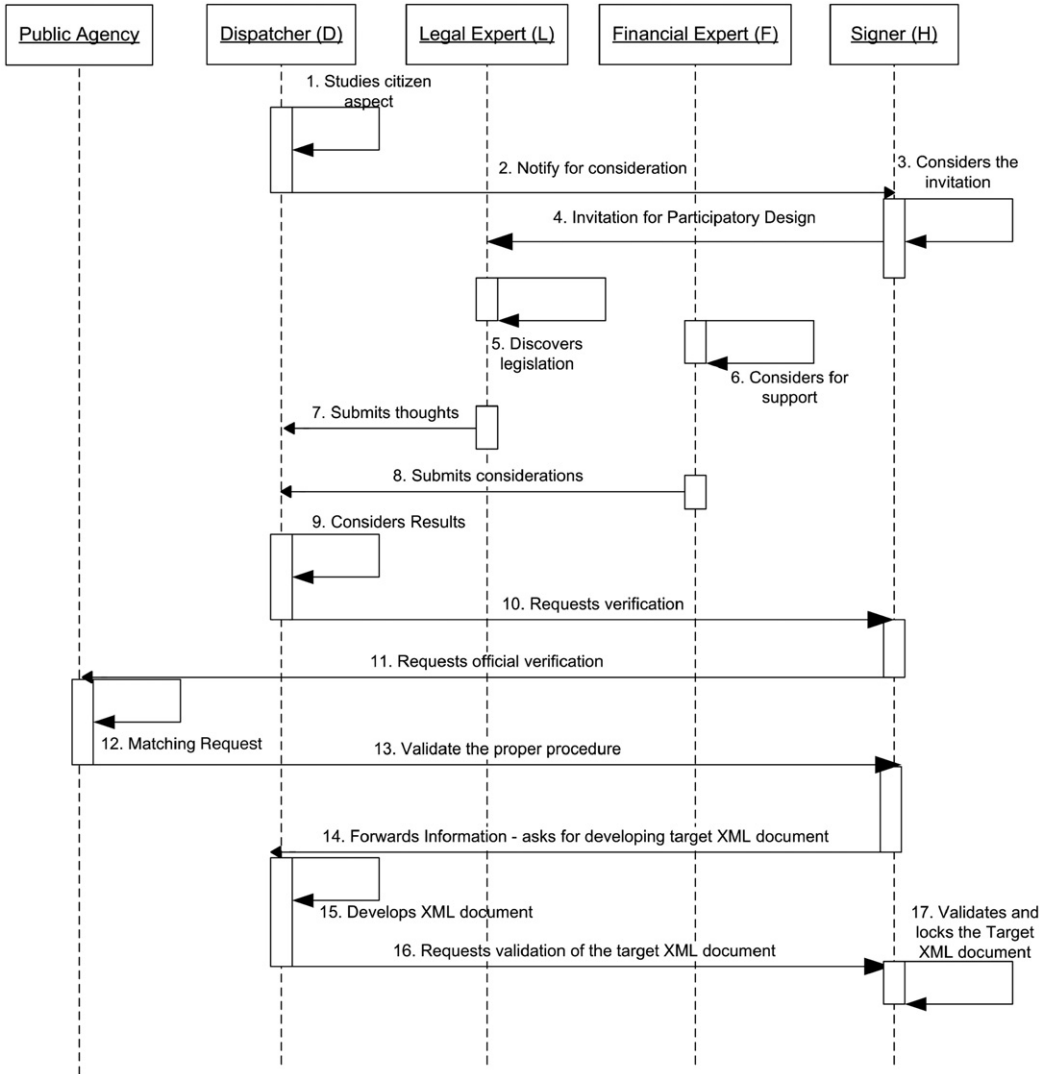 Public Agency
Dispatcher (D)
Legal Expert (L)
Financial Expert (F)
Signer (H)
1. Studies citizen
aspect
2. Notify for consideration
3. Considers the
invitation
4. Invitation for Participatory Design
5. Discovers
legislation
6. Considers for
support
7. Submits thoughts
8. Submits considerations
9. Considers Results
10. Requests verification
11. Requests official verification
12. Matching Request
13. Validate the proper procedure
14. Forwards Information - asks for developing target XML document
15. Develops XML document
16. Requests validation of the target XML document
17. Validates and
locks the Target
XML document